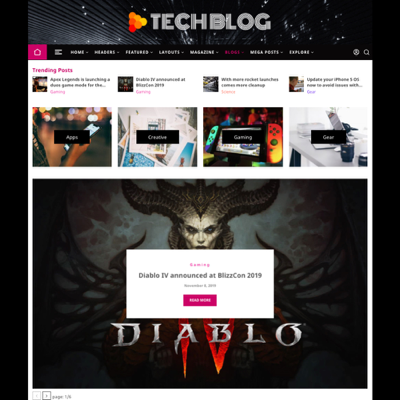 TECHBLOG
HOME HEADERS FEATURED LAYOUTS MAGAZINE BLOGS MEGA POSTS EXPLORE
Trending Posts
Apex Legends is launching a
duos game mode for the...
Gaming
Diablo IV announced at
BlizzCon 2019
Gaming
With more rocket launches
comes more cleanup
Science
Update your iPhone 5 OS
now to avoid issues with...
Gear
Apps
Creative
Gaming
Gear
Gaming
Diablo IV announced at BlizzCon 2019
November 8, 2019
READ MORE
DIABLO
IV
page: 1/6